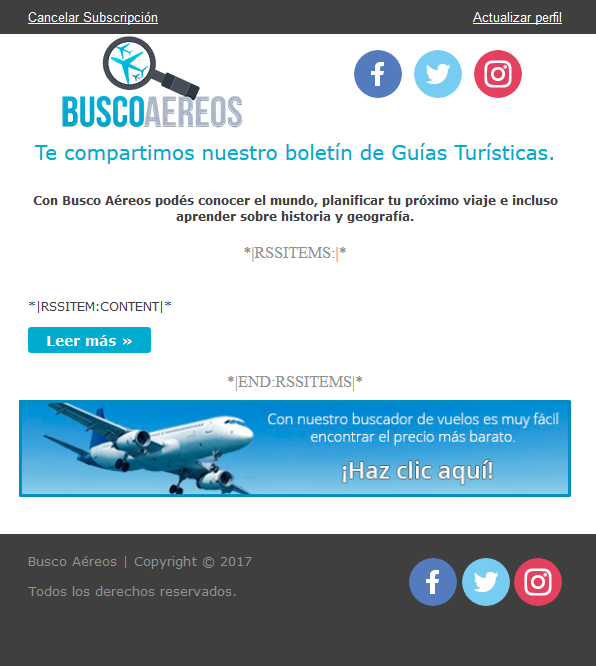 Cancelar Subscripción
Actualizar perfil
BUSCOAEREOS
Te compartimos nuestro boletín de Guías Turísticas.
Con Busco Aéreos podés conocer el mundo, planificar tu próximo viaje e incluso
aprender sobre historia y geografía.
*|RSSITEMS:|*
*|RSSITEM:CONTENT|*
Leer más »
*|END:RSSITEMS|*
Con nuestro buscador de vuelos es muy fácil
encontrar el precio más barato.
¡Haz clic aquí!
Busco Aéreos | Copyright © 2017
Todos los derechos reservados.